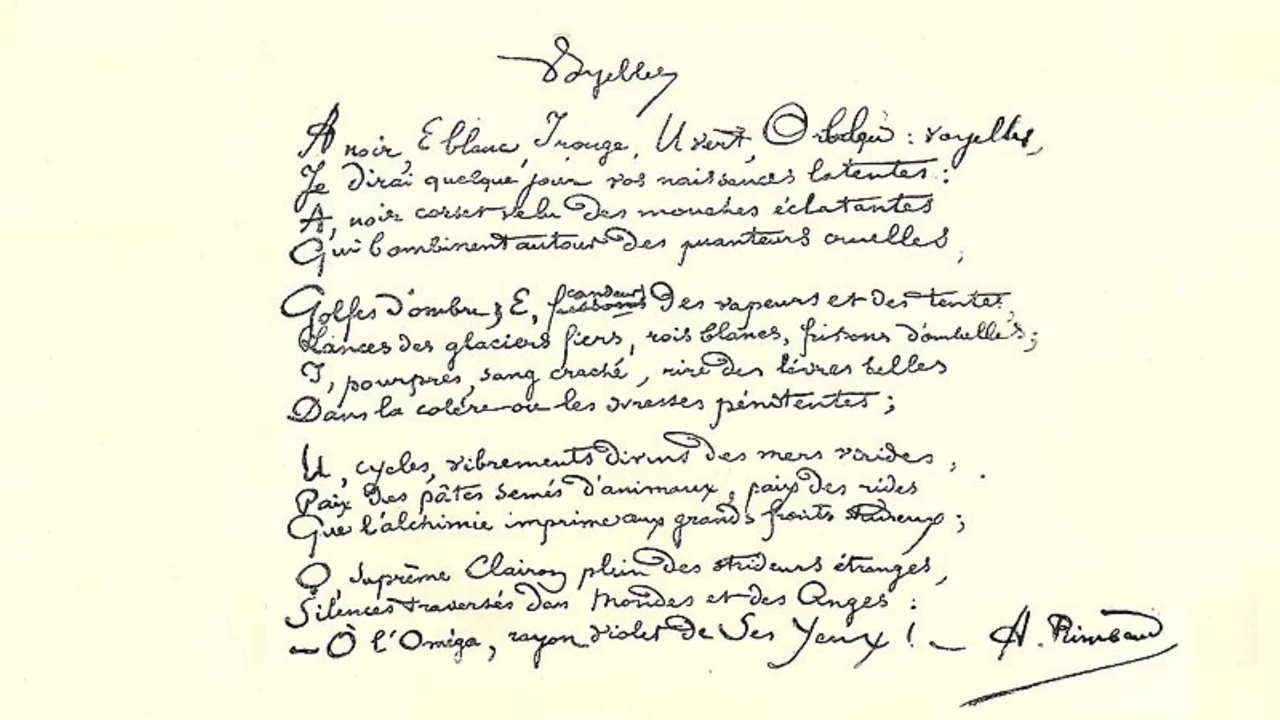 Voyelles
A noir, E blanc, I rouge, U vert, O bleu : voyelles,
Je dirai quelque jour vos naissances latentes :
A, noir corset velu des mouches éclatantes
Qui bombinent autour des puanteurs cruelles,
Golfes d'ombre ; E, candeurs des vapeurs et des tentes,
Lances des glaciers fiers, rois blancs, frissons d'ombelles ;
I, pourpres, sang craché, rire des lèvres belles
Dans la colère ou les ivresses pénitentes ;
U, cycles, vibrements divins des mers virides,
Paix des pâtis semés d'animaux, paix des rides
Que l'alchimie imprime aux grands fronts studieux ;
O, suprême Clairon plein des strideurs étranges,
Silences traversés des Mondes et des Anges :
— Ô l'Oméga, rayon violet de Ses Yeux ! —
A. Rimbaud